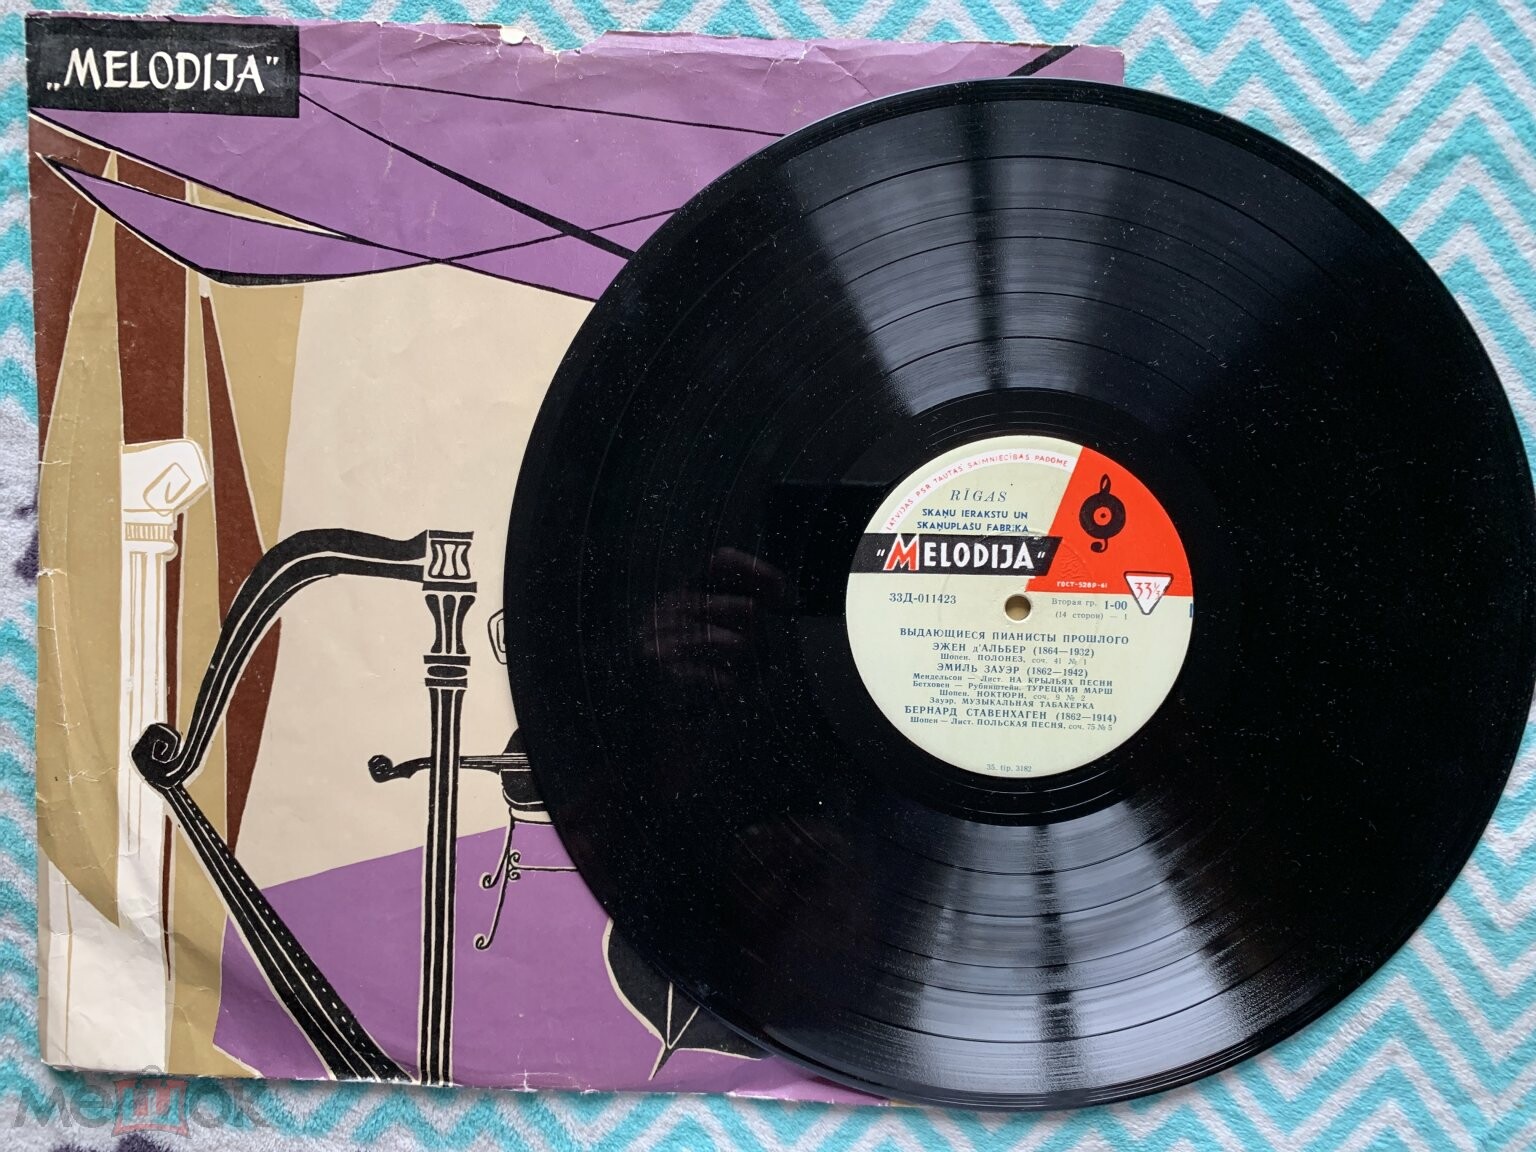 „MELODIJA”
LATVIJAS PSR TAUTAS SAIMNIECĪBAS PADOME
RĪGAS
SKAŅU IERAKSTU UN
SKAŅUPLAŠU FABRIKA
„MELODIJA”
ГОСТ-5289-61
33⅓
33Д-011423
Вторая гр. 1-00
(14 сторон) — 1
ВЫДАЮЩИЕСЯ ПИАНИСТЫ ПРОШЛОГО
ЭЖЕН д'АЛЬБЕР (1864—1932)
Шопен. ПОЛОНЕЗ, соч. 41 № 1
ЭМИЛЬ ЗАУЭР (1862—1942)
Мендельсон — Лист. НА КРЫЛЬЯХ ПЕСНИ
Бетховен — Рубинштейн. ТУРЕЦКИЙ МАРШ
Шопен. НОКТЮРН, соч. 9 № 2
Зауэр. МУЗЫКАЛЬНАЯ ТАБАКЕРКА
БЕРНАРД СТАВЕНХАГЕН (1862—1914)
Шопен — Лист. ПОЛЬСКАЯ ПЕСНЯ, соч. 75 № 5
35. tip. 3182
мешок